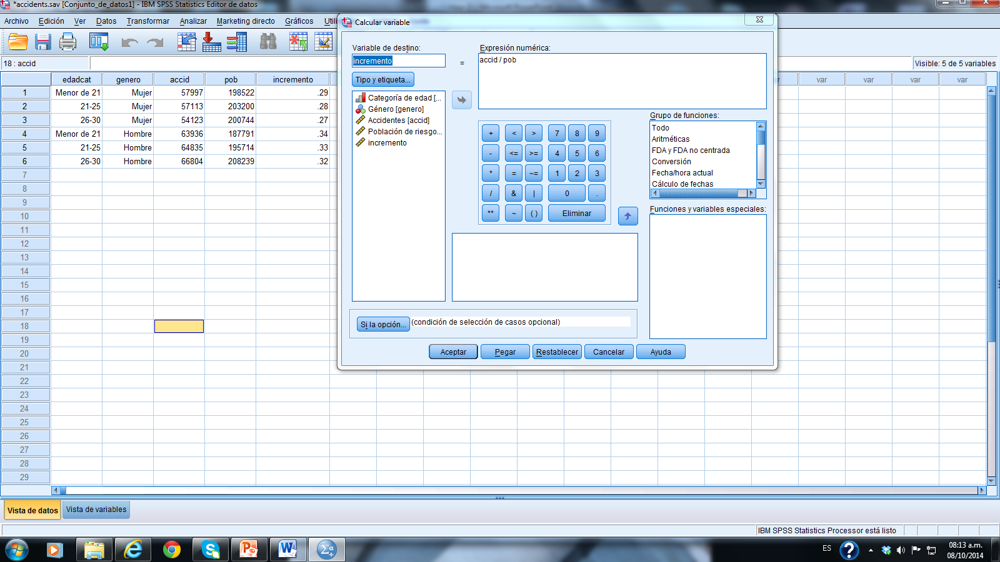 *accidents.sav [Conjunto_de_datos1] - IBM SPSS Statistics Editor de datos
Archivo Edición Ver Datos Transformar Analizar Marketing directo Gráficos Utili
18 : accid
Visible: 5 de 5 variables
edadcat genero accid pob incremento var var var var
1 Menor de 21 Mujer 57997 198522 .29
2 21-25 Mujer 57113 203200 .28
3 26-30 Mujer 54123 200744 .27
4 Menor de 21 Hombre 63936 187791 .34
5 21-25 Hombre 64835 195714 .33
6 26-30 Hombre 66804 208239 .32
7
8
9
10
11
12
13
14
15
16
17
18
19
20
21
22
23
24
25
26
27
28
29
Calcular variable
Variable de destino:
incremento
=
Expresión numérica:
accid / pob
Tipo y etiqueta...
Categoría de edad [...
Género [genero]
Accidentes [accid]
Población de riesgo...
incremento
+ < > 7 8 9
- <= >= 4 5 6
* = ~= 1 2 3
/ & | 0 .
** ~ ( ) Eliminar
Grupo de funciones:
Todo
Aritméticas
FDA y FDA no centrada
Conversión
Fecha/hora actual
Cálculo de fechas
Funciones y variables especiales:
Si la opción... (condición de selección de casos opcional)
Aceptar Pegar Restablecer Cancelar Ayuda
Vista de datos Vista de variables
IBM SPSS Statistics Processor está listo
ES
08:13 a.m.
08/10/2014